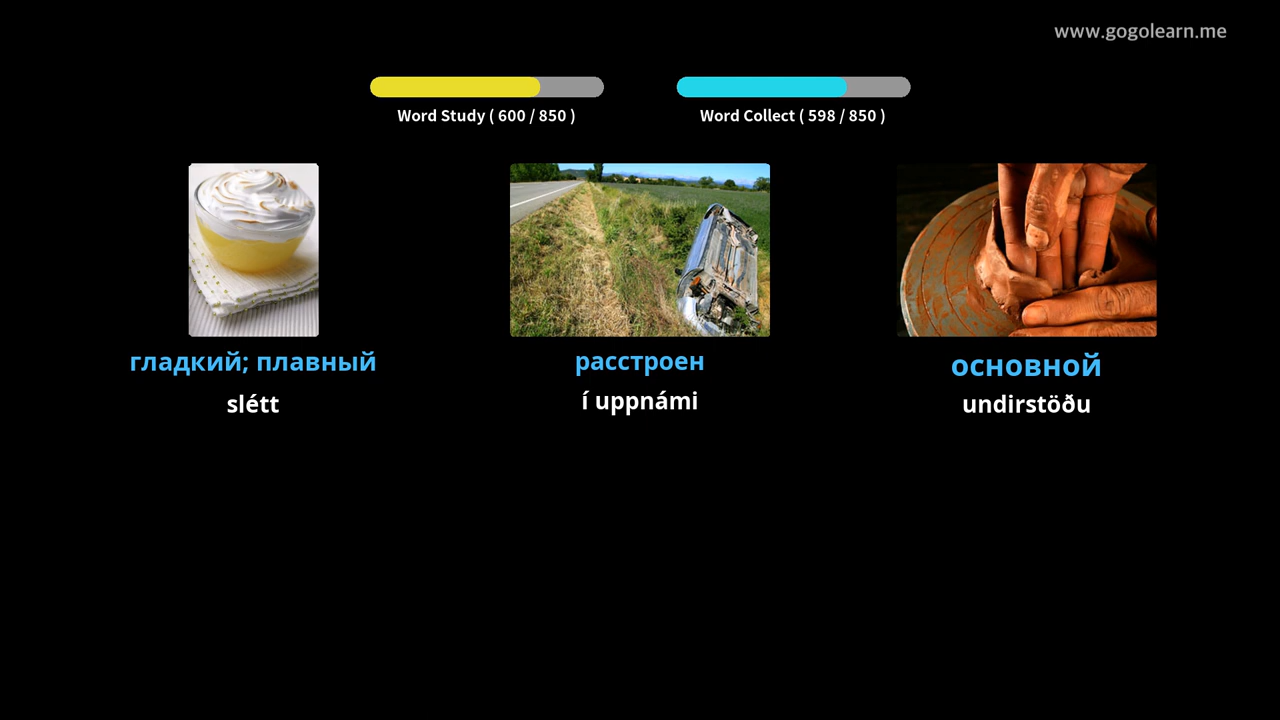 www.gogolearn.me
Word Study ( 600 / 850 )
Word Collect ( 598 / 850 )
гладкий; плавный
slétt
расстроен
í uppnámi
основной
undirstöðu